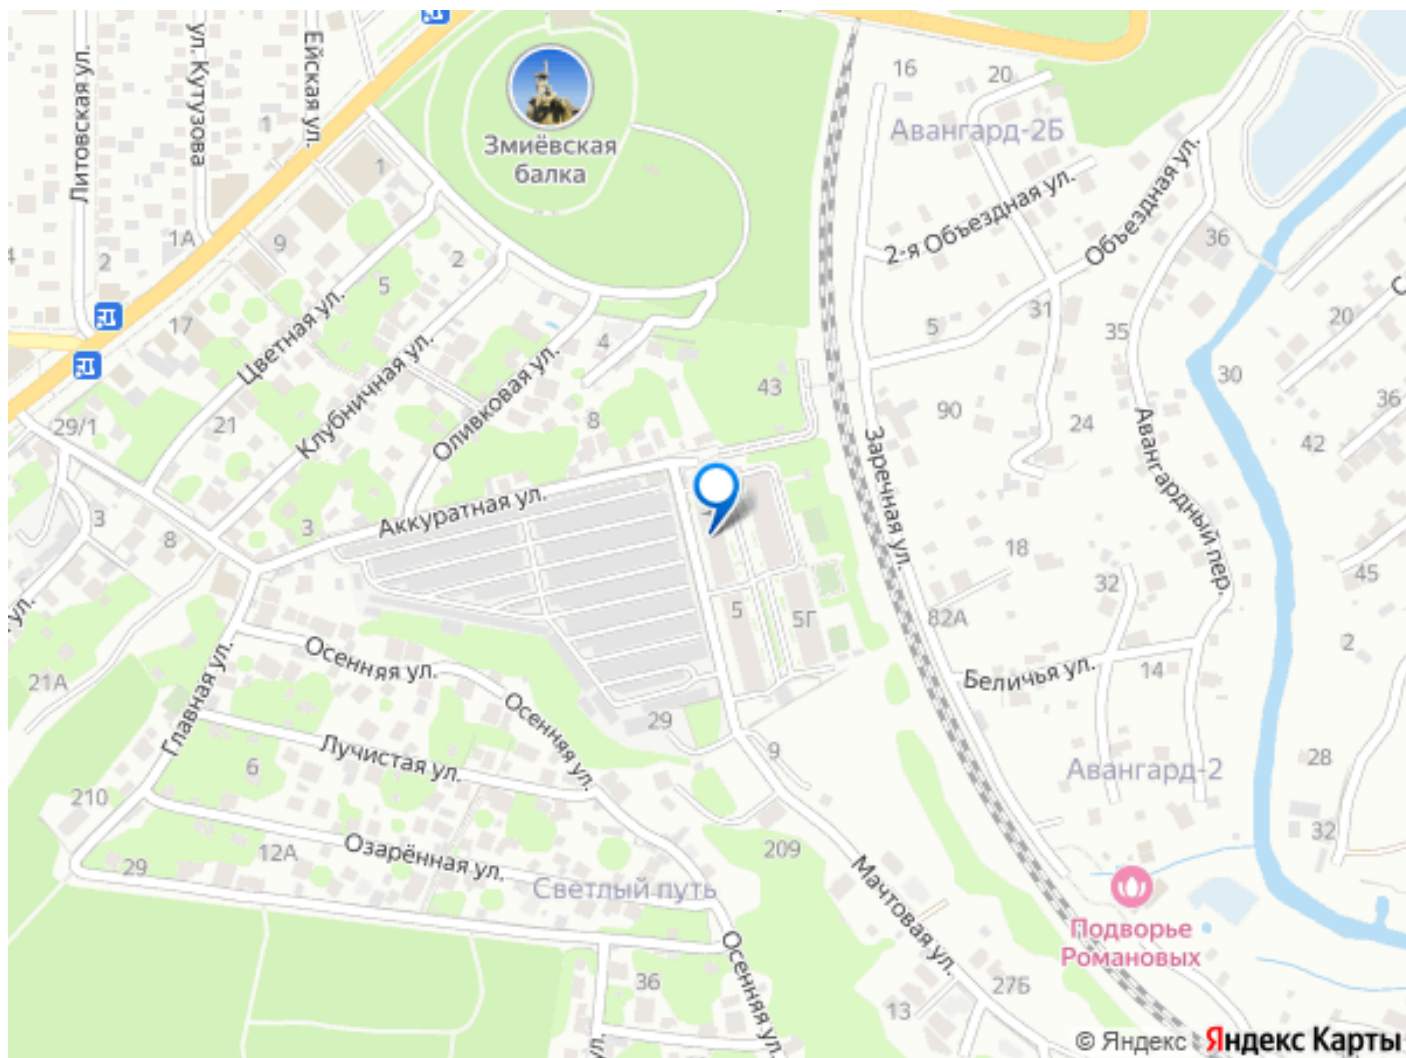 Литовская ул.
ул. Кутузова
Ейская ул.
1
1
1А
2
9
17
5
2
Змиёвская
балка
16
20
Авангард-2Б
2-я Объездная ул.
Объездная ул.
36
31
5
35
30
20
36
42
Цветная ул.
Клубничная ул.
Оливковая ул.
4
8
43
29/1
21
3
8
3
Аккуратная ул.
Заречная ул.
90
24
Авангардный пер.
18
32
82А
45
2
5
5Г
Беличья ул.
14
ул.
21А
Главная ул.
Осенняя ул.
Осенняя ул.
Лучистая ул.
6
210
29
12А
Озарённая ул.
Светлый путь
29
9
209
Мачтовая ул.
Авангард-2
28
32
Подворье
Романовых
Осенняя ул.
36
13
27Б
© Яндекс
Яндекс Карты